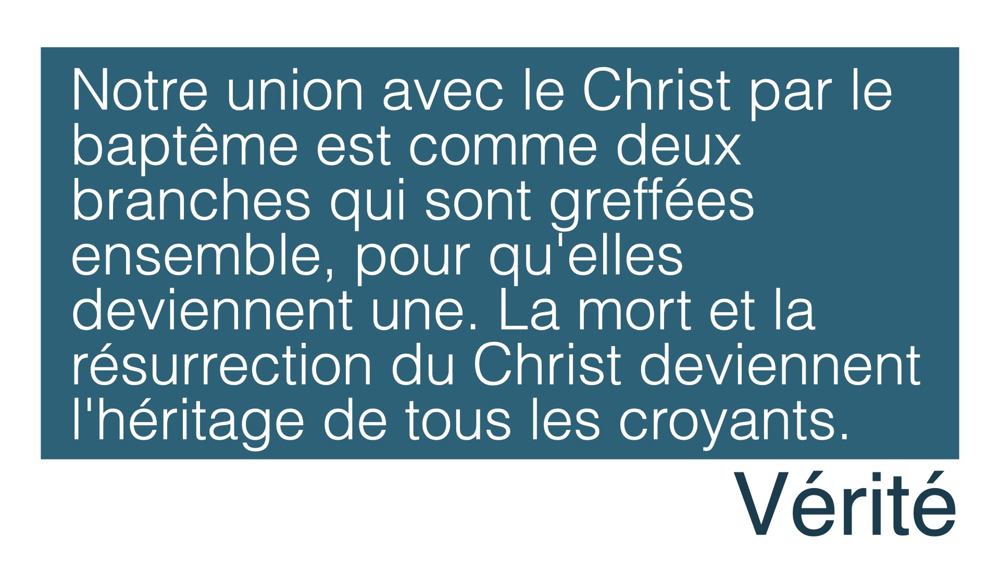 Notre union avec le Christ par le
baptême est comme deux
branches qui sont greffées
ensemble, pour qu'elles
deviennent une. La mort et la
résurrection du Christ deviennent
l'héritage de tous les croyants.
Vérité